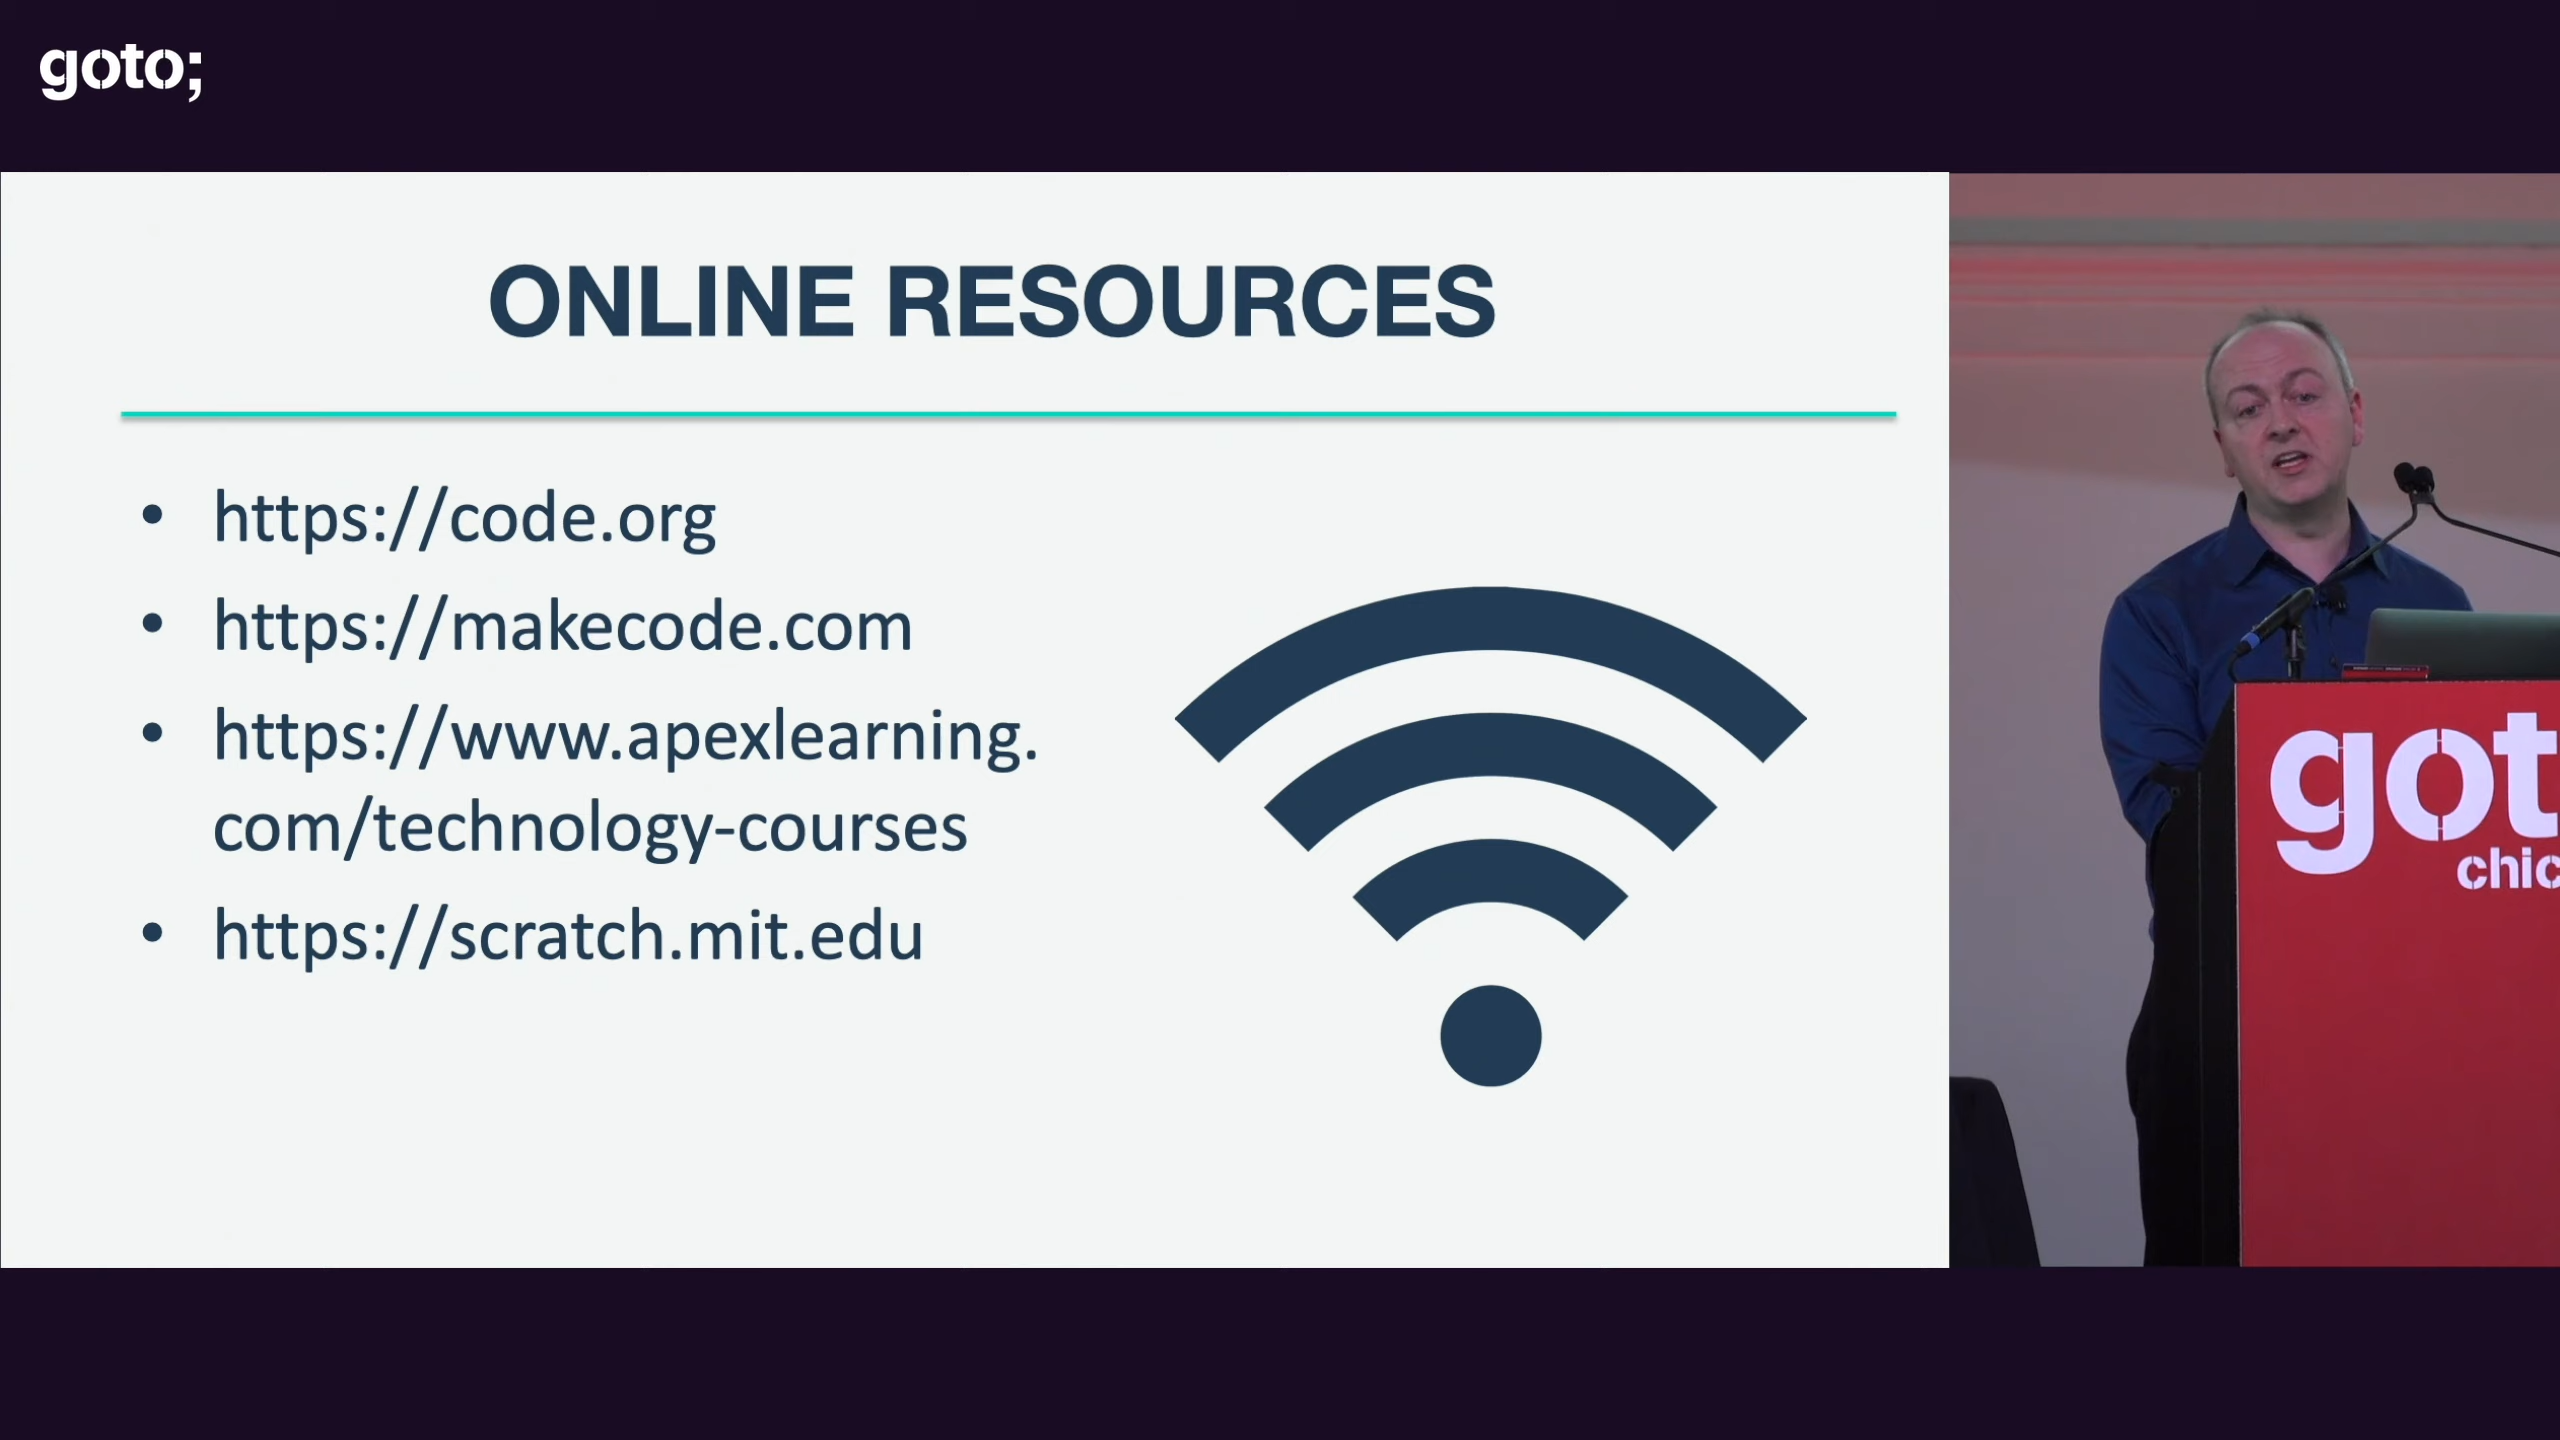 goto;
ONLINE RESOURCES
• https://code.org
• https://makecode.com
• https://www.apexlearning.
com/technology-courses
• https://scratch.mit.edu
got
chic